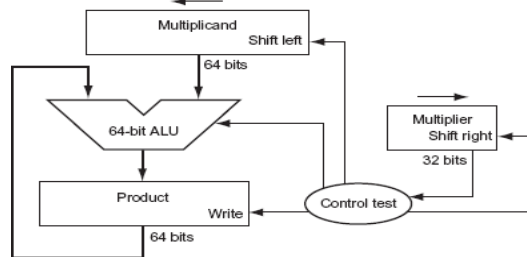 Multiplicand
Shift left
64 bits
64-bit ALU
Multiplier
Shift right
32 bits
Product
Write
Control test
64 bits